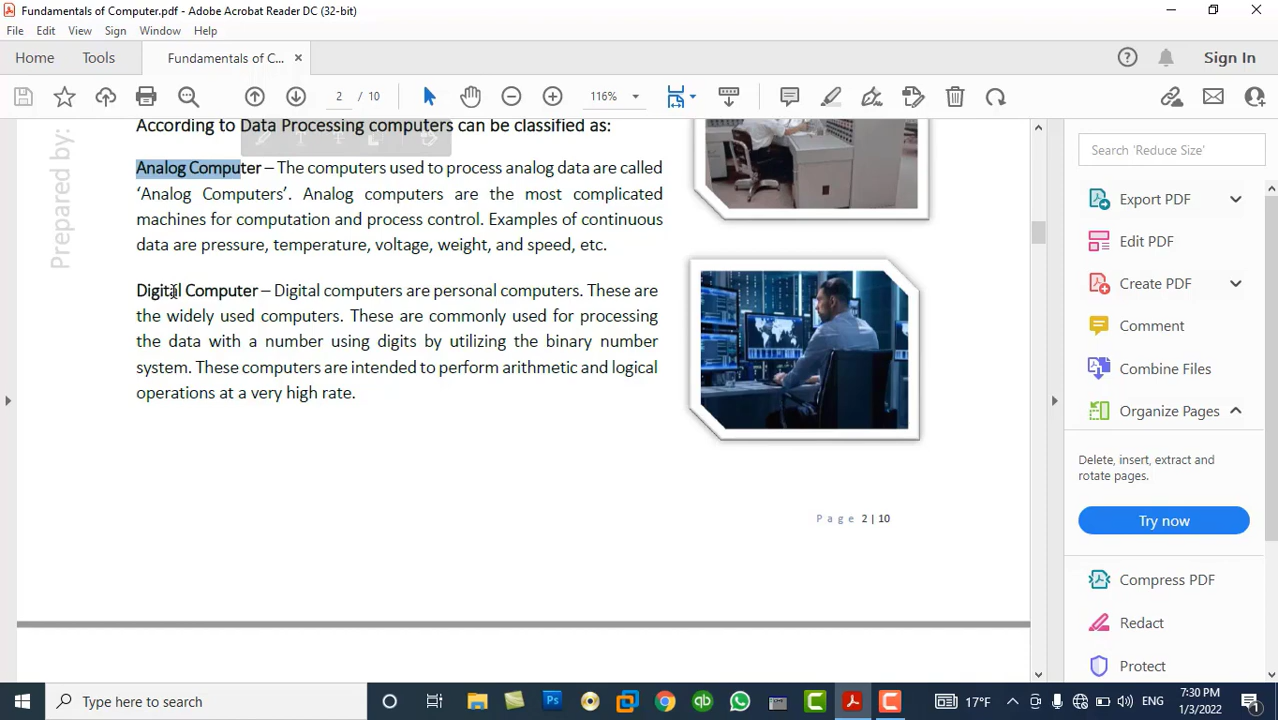 Fundamentals of Computer.pdf - Adobe Acrobat Reader DC (32-bit)
File Edit View Sign Window Help
Home Tools Fundamentals of C... ×
Sign In
2 / 10 116%
Prepared by:
According to Data Processing computers can be classified as:
Analog Computer – The computers used to process analog data are called
‘Analog Computers’. Analog computers are the most complicated
machines for computation and process control. Examples of continuous
data are pressure, temperature, voltage, weight, and speed, etc.
Digital Computer – Digital computers are personal computers. These are
the widely used computers. These are commonly used for processing
the data with a number using digits by utilizing the binary number
system. These computers are intended to perform arithmetic and logical
operations at a very high rate.
Page 2 | 10
Search 'Reduce Size'
Export PDF
Edit PDF
Create PDF
Comment
Combine Files
Organize Pages
Delete, insert, extract and
rotate pages.
Try now
Compress PDF
Redact
Protect
Type here to search
Ps
qb
17°F
ENG
7:30 PM
1/3/2022
1